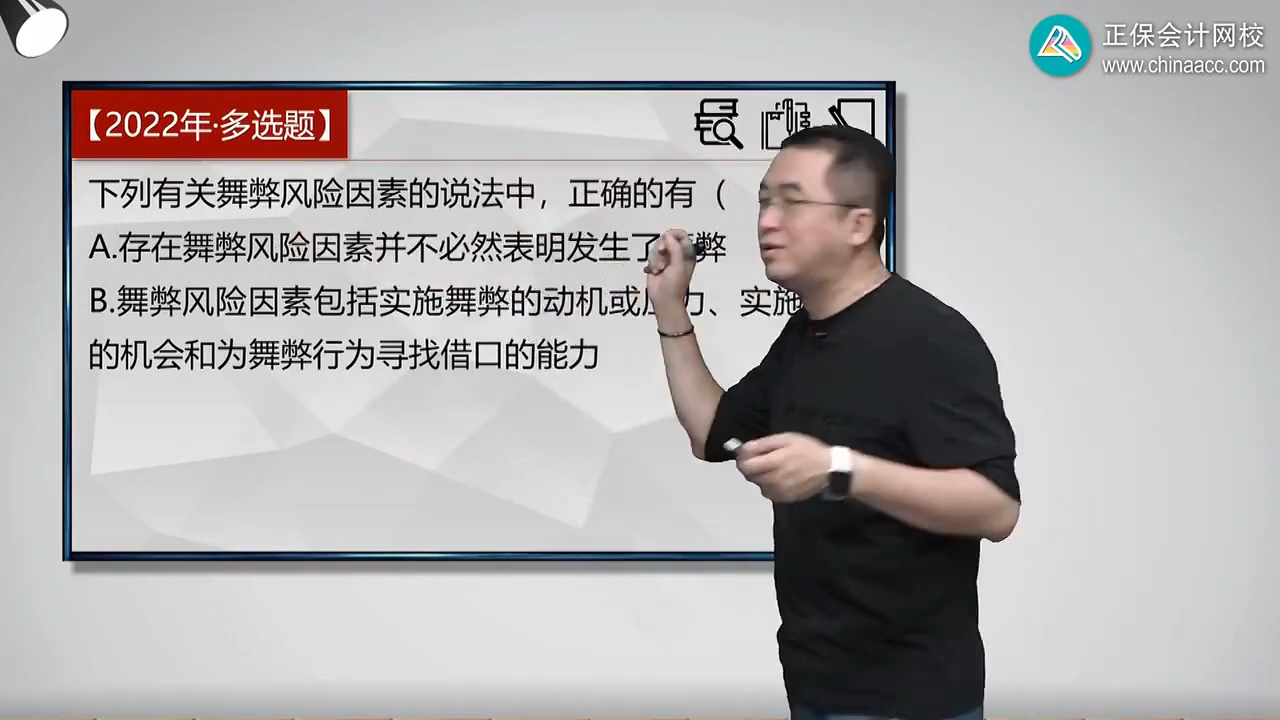 正保会计网校
www.chinaacc.com
【2022年·多选题】
下列有关舞弊风险因素的说法中，正确的有（
A.存在舞弊风险因素并不必然表明发生了 弊
B.舞弊风险因素包括实施舞弊的动机或 、实施
的机会和为舞弊行为寻找借口的能力